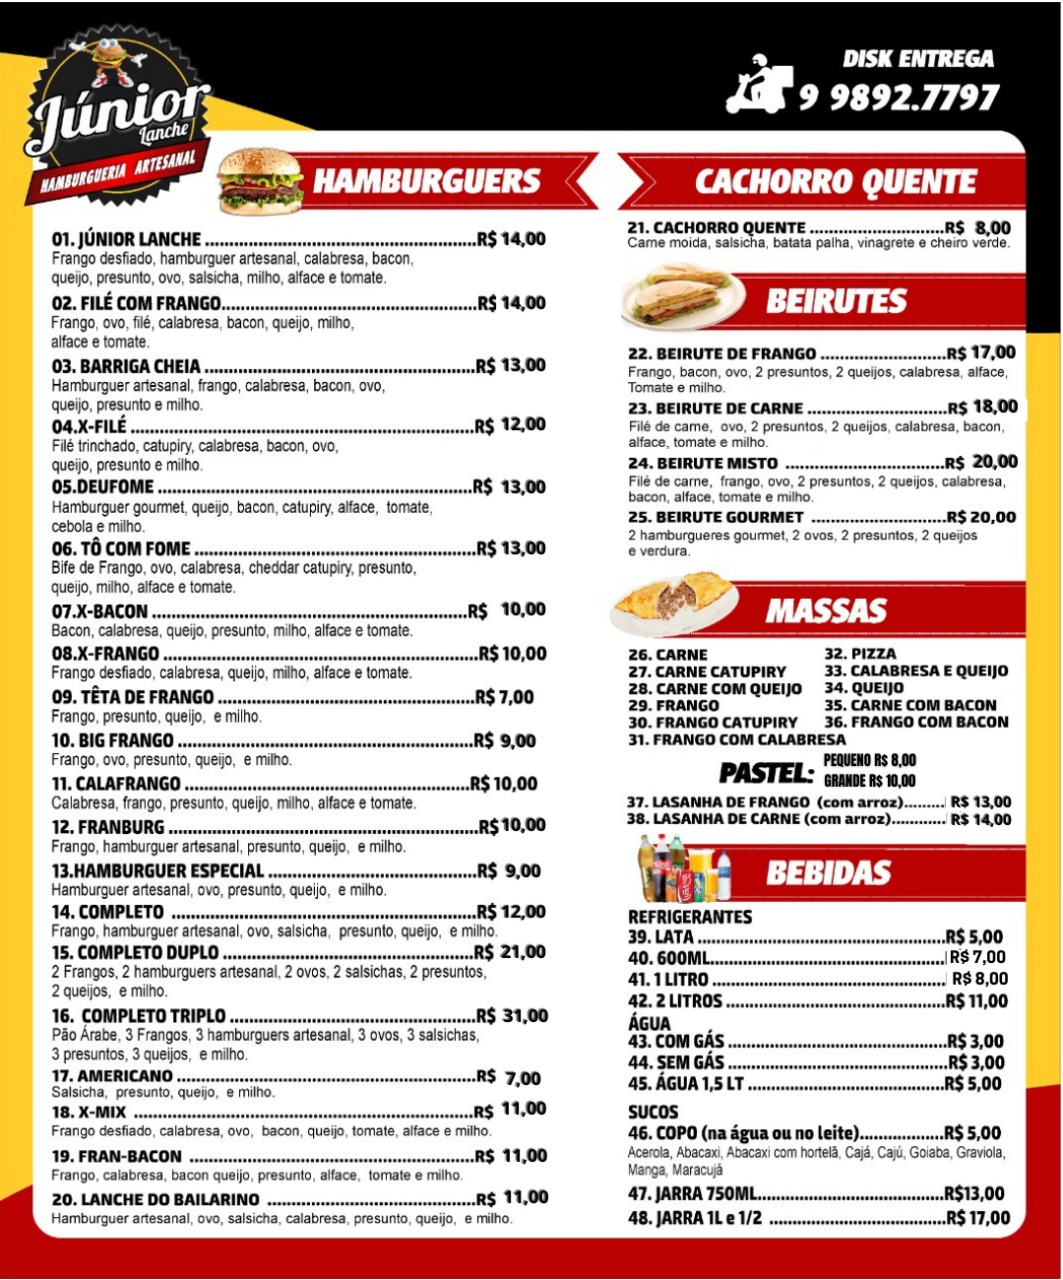 Júnior
Lanche
HAMBURGUERIA ARTESANAL
DISK ENTREGA
9 9892.7797
HAMBURGUERS
01. JÚNIOR LANCHE ..........R$ 14,00
Frango desfiado, hamburguer artesanal, calabresa, bacon,
queijo, presunto, ovo, salsicha, milho, alface e tomate.
02. FILÉ COM FRANGO..........R$ 14,00
Frango, ovo, filé, calabresa, bacon, queijo, milho,
alface e tomate.
03. BARRIGA CHEIA ..........R$ 13,00
Hamburguer artesanal, frango, calabresa, bacon, ovo,
queijo, presunto e milho.
04.X-FILÉ ..........R$ 12,00
Filé trinchado, catupiry, calabresa, bacon, ovo,
queijo, presunto e milho.
05.DEUFOME ..........R$ 13,00
Hamburguer gourmet, queijo, bacon, catupiry, alface, tomate,
cebola e milho.
06. TÔ COM FOME ..........R$ 13,00
Bife de Frango, ovo, calabresa, cheddar catupiry, presunto,
queijo, milho, alface e tomate.
07.X-BACON ..........R$ 10,00
Bacon, calabresa, queijo, presunto, milho, alface e tomate.
08.X-FRANGO ..........R$ 10,00
Frango desfiado, calabresa, queijo, milho, alface e tomate.
09. TÊTA DE FRANGO ..........R$ 7,00
Frango, presunto, queijo, e milho.
10. BIG FRANGO ..........R$ 9,00
Frango, ovo, presunto, queijo, e milho.
11. CALAFRANGO ..........R$ 10,00
Calabresa, frango, presunto, queijo, milho, alface e tomate.
12. FRANBURG ..........R$ 10,00
Frango, hamburguer artesanal, presunto, queijo, e milho.
13.HAMBURGUER ESPECIAL ..........R$ 9,00
Hamburguer artesanal, ovo, presunto, queijo, e milho.
14. COMPLETO ..........R$ 12,00
Frango, hamburguer artesanal, ovo, salsicha, presunto, queijo, e milho.
15. COMPLETO DUPLO ..........R$ 21,00
2 Frangos, 2 hamburguers artesanal, 2 ovos, 2 salsichas, 2 presuntos,
2 queijos, e milho.
16. COMPLETO TRIPLO ..........R$ 31,00
Pão Árabe, 3 Frangos, 3 hamburguers artesanal, 3 ovos, 3 salsichas,
3 presuntos, 3 queijos, e milho.
17. AMERICANO ..........R$ 7,00
Salsicha, presunto, queijo, e milho.
18. X-MIX ..........R$ 11,00
Frango desfiado, calabresa, ovo, bacon, queijo, tomate, alface e milho.
19. FRAN-BACON ..........R$ 11,00
Frango, calabresa, bacon queijo, presunto, alface, tomate e milho.
20. LANCHE DO BAILARINO ..........R$ 11,00
Hamburguer artesanal, ovo, salsicha, calabresa, presunto, queijo, e milho.
CACHORRO QUENTE
21. CACHORRO QUENTE ..........R$ 8,00
Carne moida, salsicha, batata palha, vinagrete e cheiro verde.
BEIRUTES
22. BEIRUTE DE FRANGO ..........R$ 17,00
Frango, bacon, ovo, 2 presuntos, 2 queijos, calabresa, alface,
Tomate e milho.
23. BEIRUTE DE CARNE ..........R$ 18,00
Filé de carne, ovo, 2 presuntos, 2 queijos, calabresa, bacon,
alface, tomate e milho.
24. BEIRUTE MISTO ..........R$ 20,00
Filé de carne, frango, ovo, 2 presuntos, 2 queijos, calabresa,
bacon, alface, tomate e milho.
25. BEIRUTE GOURMET ..........R$ 20,00
2 hamburgueres gourmet, 2 ovos, 2 presuntos, 2 queijos
e verdura.
MASSAS
26. CARNE
27. CARNE CATUPIRY
28. CARNE COM QUEIJO
29. FRANGO
30. FRANGO CATUPIRY
31. FRANGO COM CALABRESA
32. PIZZA
33. CALABRESA E QUEIJO
34. QUEIJO
35. CARNE COM BACON
36. FRANGO COM BACON
PASTEL:
PEQUENO R$ 8,00
GRANDE R$ 10,00
37. LASANHA DE FRANGO (com arroz)......... R$ 13,00
38. LASANHA DE CARNE (com arroz)............ R$ 14,00
BEBIDAS
REFRIGERANTES
39. LATA ..........R$ 5,00
40. 600ML..........R$ 7,00
41. 1 LITRO ..........R$ 8,00
42. 2 LITROS ..........R$ 11,00
ÁGUA
43. COM GÁS ..........R$ 3,00
44. SEM GÁS ..........R$ 3,00
45. ÁGUA 1,5 LT ..........R$ 5,00
SUCOS
46. COPO (na água ou no leite)..........R$ 5,00
Acerola, Abacaxi, Abacaxi com hortelã, Cajá, Cajú, Goiaba, Graviola,
Manga, Maracujá
47. JARRA 750ML..........R$13,00
48. JARRA 1L e 1/2 ..........R$ 17,00